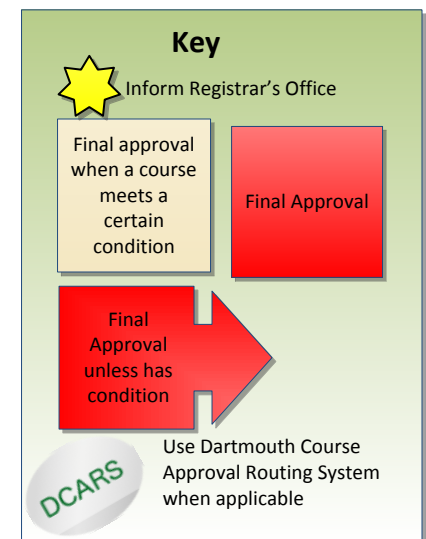 Key
Inform Registrar's Office
Final approval
when a course
meets a
certain
condition
Final Approval
Final
Approval
unless has
condition
Use Dartmouth Course
Approval Routing System
when applicable
DCARS